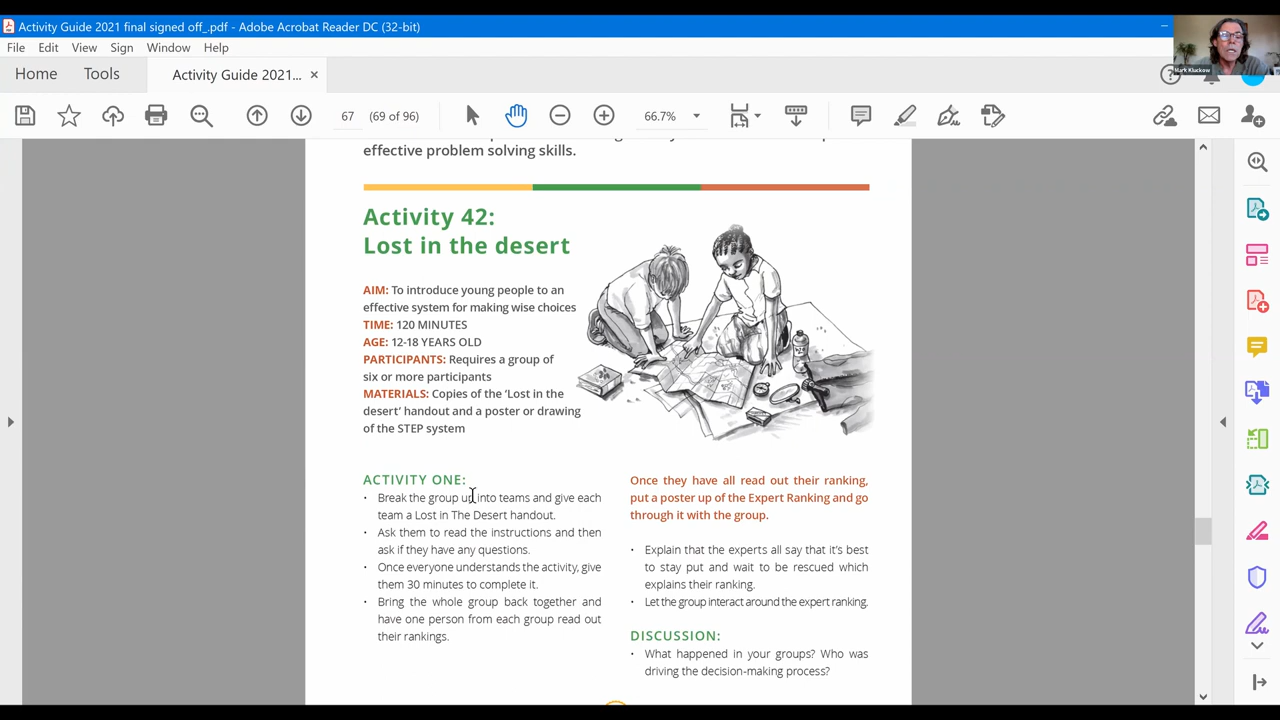 Activity Guide 2021 final signed off_.pdf - Adobe Acrobat Reader DC (32-bit)
File Edit View Sign Window Help
Home Tools Activity Guide 2021... ×
67 (69 of 96) 66.7%
Mark Kluckow
effective problem solving skills.
Activity 42:
Lost in the desert
AIM: To introduce young people to an
effective system for making wise choices
TIME: 120 MINUTES
AGE: 12-18 YEARS OLD
PARTICIPANTS: Requires a group of
six or more participants
MATERIALS: Copies of the ‘Lost in the
desert’ handout and a poster or drawing
of the STEP system
ACTIVITY ONE:
• Break the group up into teams and give each
team a Lost in The Desert handout.
• Ask them to read the instructions and then
ask if they have any questions.
• Once everyone understands the activity, give
them 30 minutes to complete it.
• Bring the whole group back together and
have one person from each group read out
their rankings.
Once they have all read out their ranking,
put a poster up of the Expert Ranking and go
through it with the group.
• Explain that the experts all say that it’s best
to stay put and wait to be rescued which
explains their ranking.
• Let the group interact around the expert ranking.
DISCUSSION:
• What happened in your groups? Who was
driving the decision-making process?